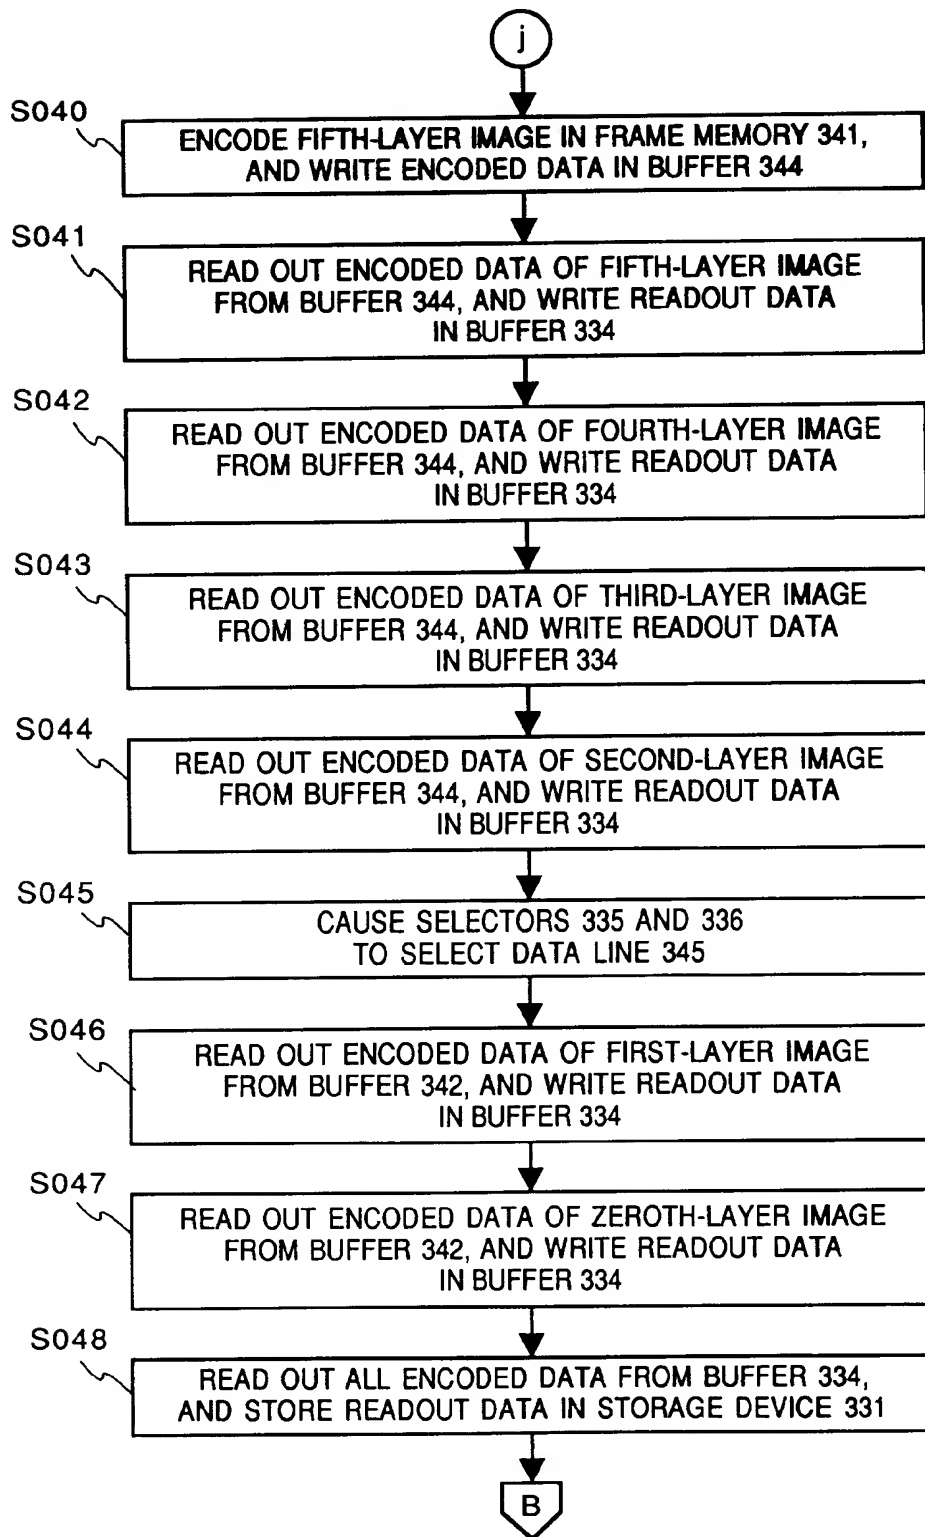 j
S040
ENCODE FIFTH-LAYER IMAGE IN FRAME MEMORY 341,
AND WRITE ENCODED DATA IN BUFFER 344
S041
READ OUT ENCODED DATA OF FIFTH-LAYER IMAGE
FROM BUFFER 344, AND WRITE READOUT DATA
IN BUFFER 334
S042
READ OUT ENCODED DATA OF FOURTH-LAYER IMAGE
FROM BUFFER 344, AND WRITE READOUT DATA
IN BUFFER 334
S043
READ OUT ENCODED DATA OF THIRD-LAYER IMAGE
FROM BUFFER 344, AND WRITE READOUT DATA
IN BUFFER 334
S044
READ OUT ENCODED DATA OF SECOND-LAYER IMAGE
FROM BUFFER 344, AND WRITE READOUT DATA
IN BUFFER 334
S045
CAUSE SELECTORS 335 AND 336
TO SELECT DATA LINE 345
S046
READ OUT ENCODED DATA OF FIRST-LAYER IMAGE
FROM BUFFER 342, AND WRITE READOUT DATA
IN BUFFER 334
S047
READ OUT ENCODED DATA OF ZEROTH-LAYER IMAGE
FROM BUFFER 342, AND WRITE READOUT DATA
IN BUFFER 334
S048
READ OUT ALL ENCODED DATA FROM BUFFER 334,
AND STORE READOUT DATA IN STORAGE DEVICE 331
B